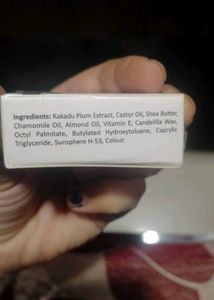 Ingredients: Kakadu Plum Extract, Castor Oil, Shea Butter,
Chamomile Oil, Almond Oil, Vitamin E, Candelilla Wax,
Octyl Palmitate, Butylated Hydroxytoluene, Caprylic
Triglyceride, Sunsphere H-53, Colour.